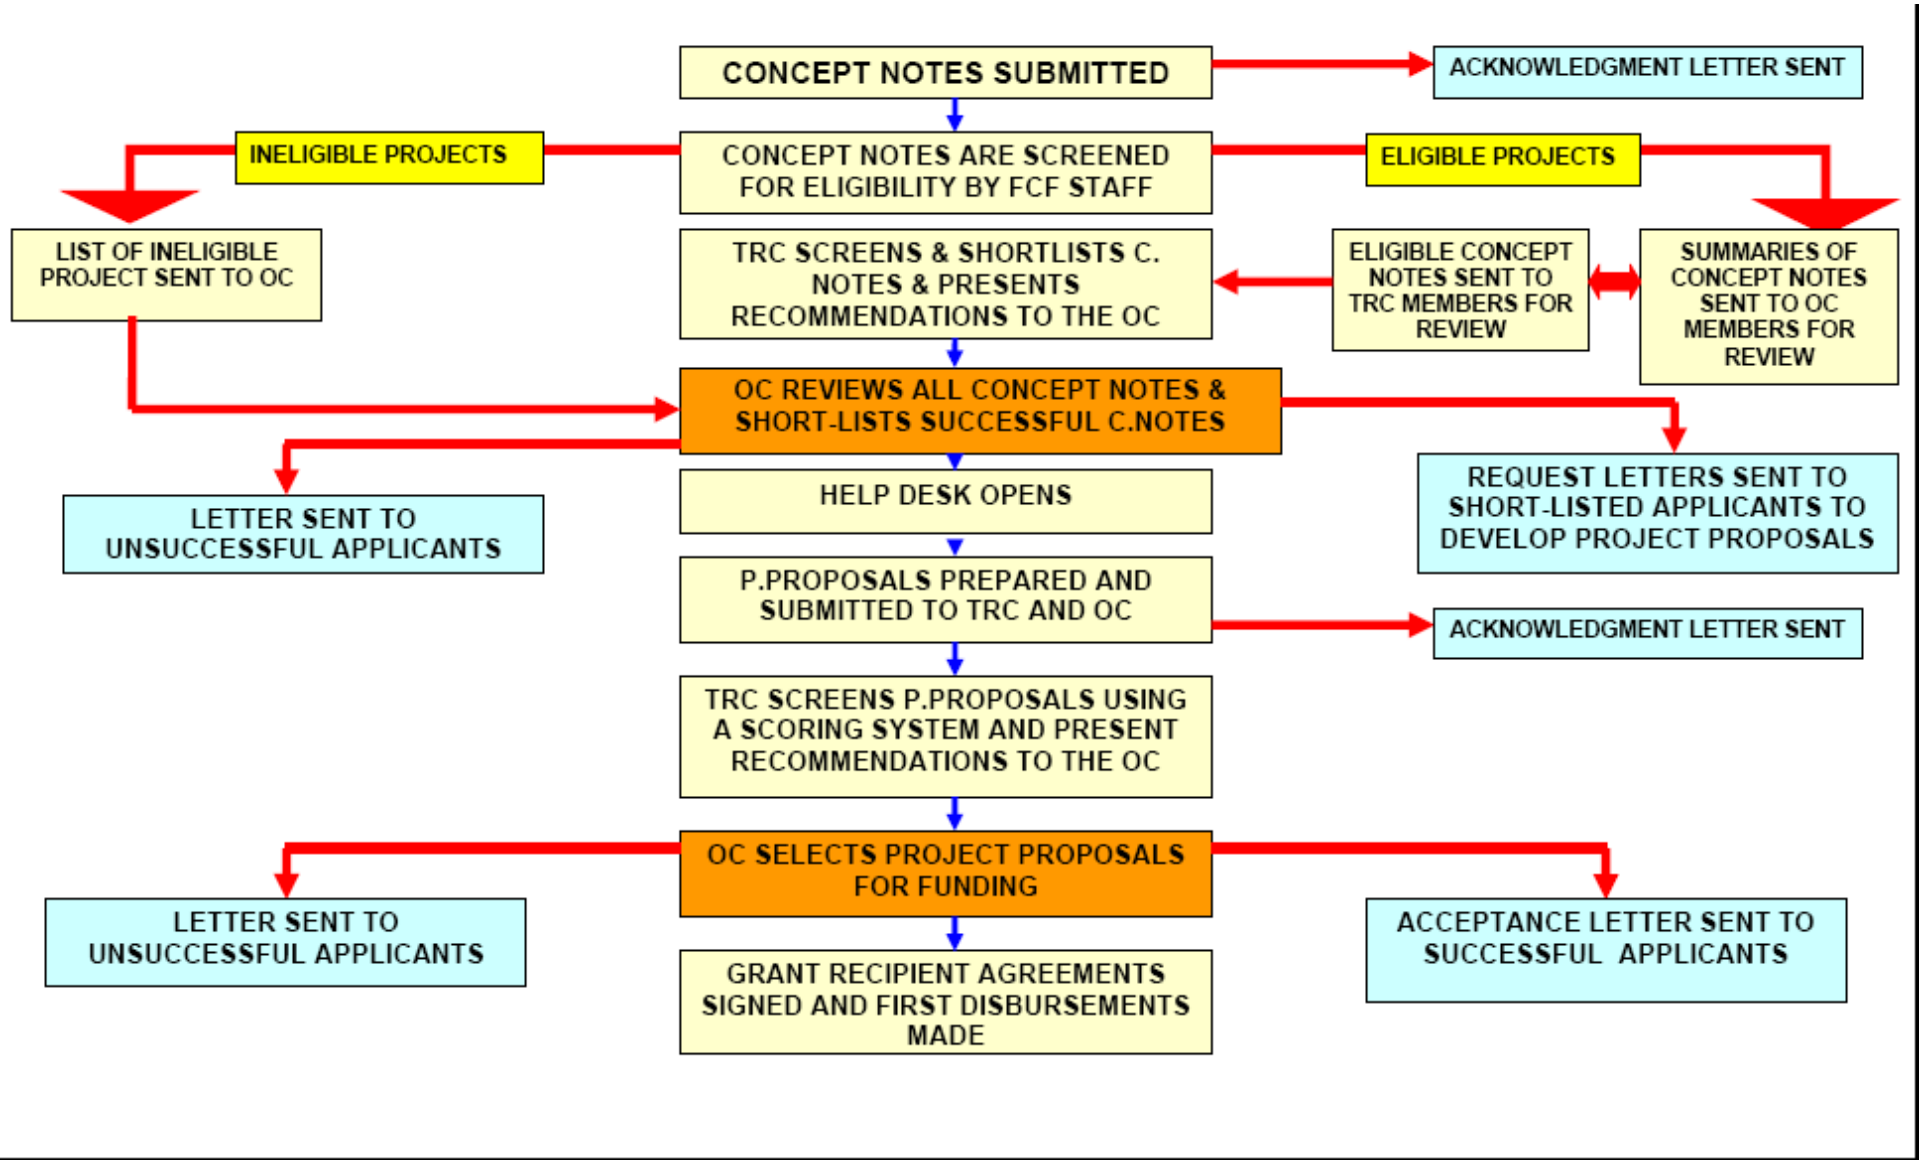 CONCEPT NOTES SUBMITTED
ACKNOWLEDGMENT LETTER SENT
INELIGIBLE PROJECTS
CONCEPT NOTES ARE SCREENED
FOR ELIGIBILITY BY FCF STAFF
ELIGIBLE PROJECTS
LIST OF INELIGIBLE
PROJECT SENT TO OC
TRC SCREENS & SHORTLISTS C.
NOTES & PRESENTS
RECOMMENDATIONS TO THE OC
ELIGIBLE CONCEPT
NOTES SENT TO
TRC MEMBERS FOR
REVIEW
SUMMARIES OF
CONCEPT NOTES
SENT TO OC
MEMBERS FOR
REVIEW
OC REVIEWS ALL CONCEPT NOTES &
SHORT-LISTS SUCCESSFUL C.NOTES
LETTER SENT TO
UNSUCCESSFUL APPLICANTS
HELP DESK OPENS
REQUEST LETTERS SENT TO
SHORT-LISTED APPLICANTS TO
DEVELOP PROJECT PROPOSALS
P.PROPOSALS PREPARED AND
SUBMITTED TO TRC AND OC
ACKNOWLEDGMENT LETTER SENT
TRC SCREENS P.PROPOSALS USING
A SCORING SYSTEM AND PRESENT
RECOMMENDATIONS TO THE OC
OC SELECTS PROJECT PROPOSALS
FOR FUNDING
LETTER SENT TO
UNSUCCESSFUL APPLICANTS
ACCEPTANCE LETTER SENT TO
SUCCESSFUL  APPLICANTS
GRANT RECIPIENT AGREEMENTS
SIGNED AND FIRST DISBURSEMENTS
MADE